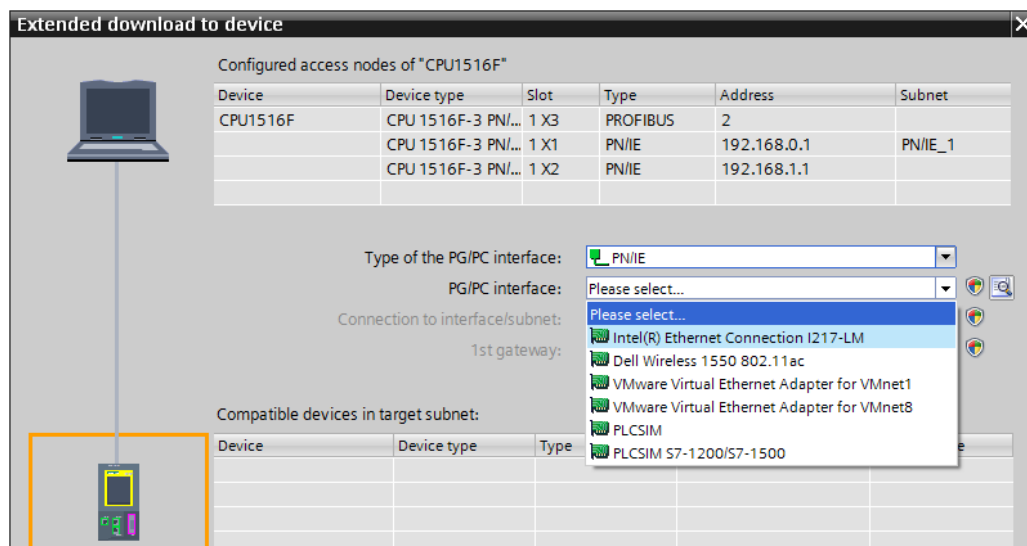 Extended download to device
Configured access nodes of "CPU1516F"
Device Device type Slot Type Address Subnet
CPU1516F CPU 1516F-3 PN/... 1 X3 PROFIBUS 2
CPU 1516F-3 PN/... 1 X1 PN/IE 192.168.0.1 PN/IE_1
CPU 1516F-3 PN/... 1 X2 PN/IE 192.168.1.1
Type of the PG/PC interface: PN/IE
PG/PC interface: Please select...
Connection to interface/subnet: Please select...
1st gateway: Intel(R) Ethernet Connection I217-LM
Dell Wireless 1550 802.11ac
VMware Virtual Ethernet Adapter for VMnet1
VMware Virtual Ethernet Adapter for VMnet8
PLCSIM
PLCSIM S7-1200/S7-1500
Compatible devices in target subnet:
Device Device type Type